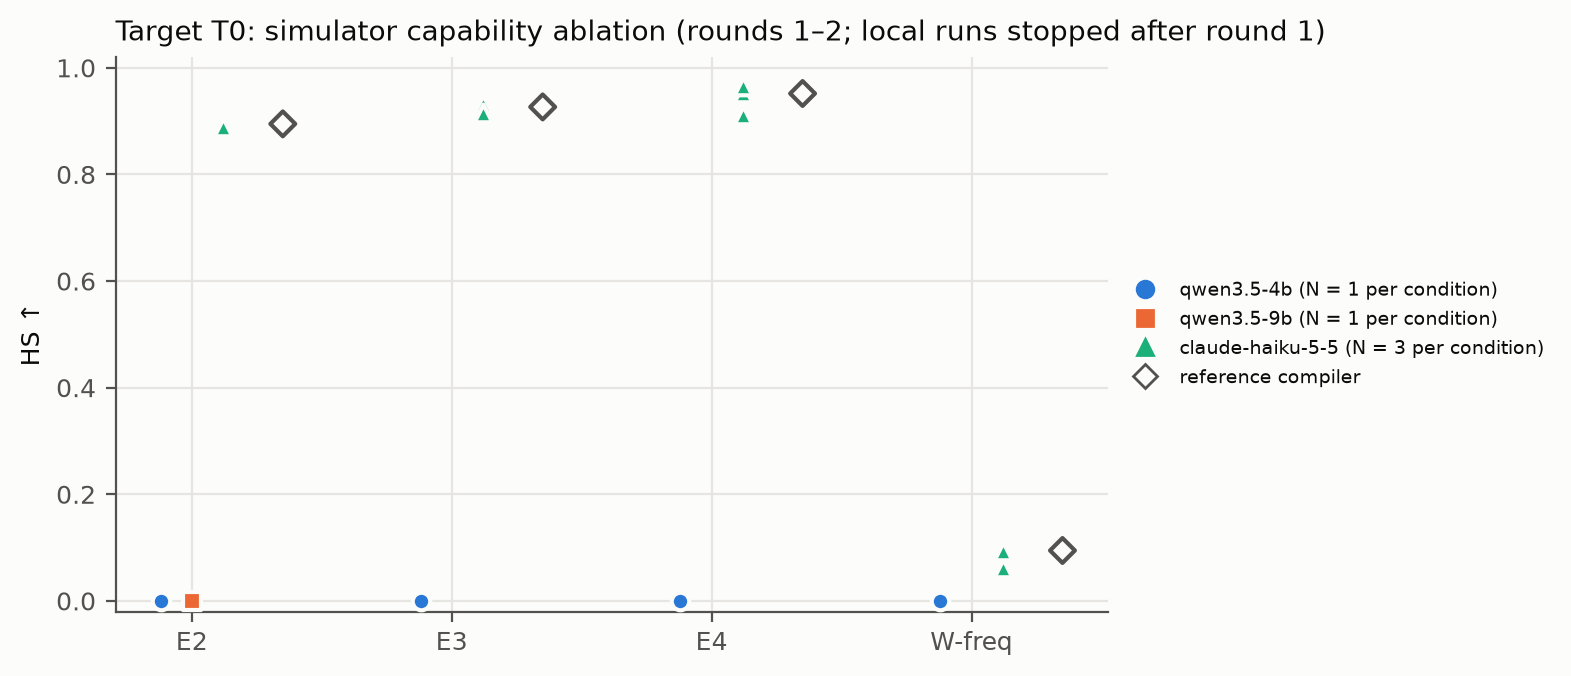 Target T0: simulator capability ablation (rounds 1–2; local runs stopped after round 1)
1.0
0.8
0.6
0.4
0.2
0.0
HS ↑
E2
E3
E4
W-freq
qwen3.5-4b (N = 1 per condition)
qwen3.5-9b (N = 1 per condition)
claude-haiku-5-5 (N = 3 per condition)
reference compiler